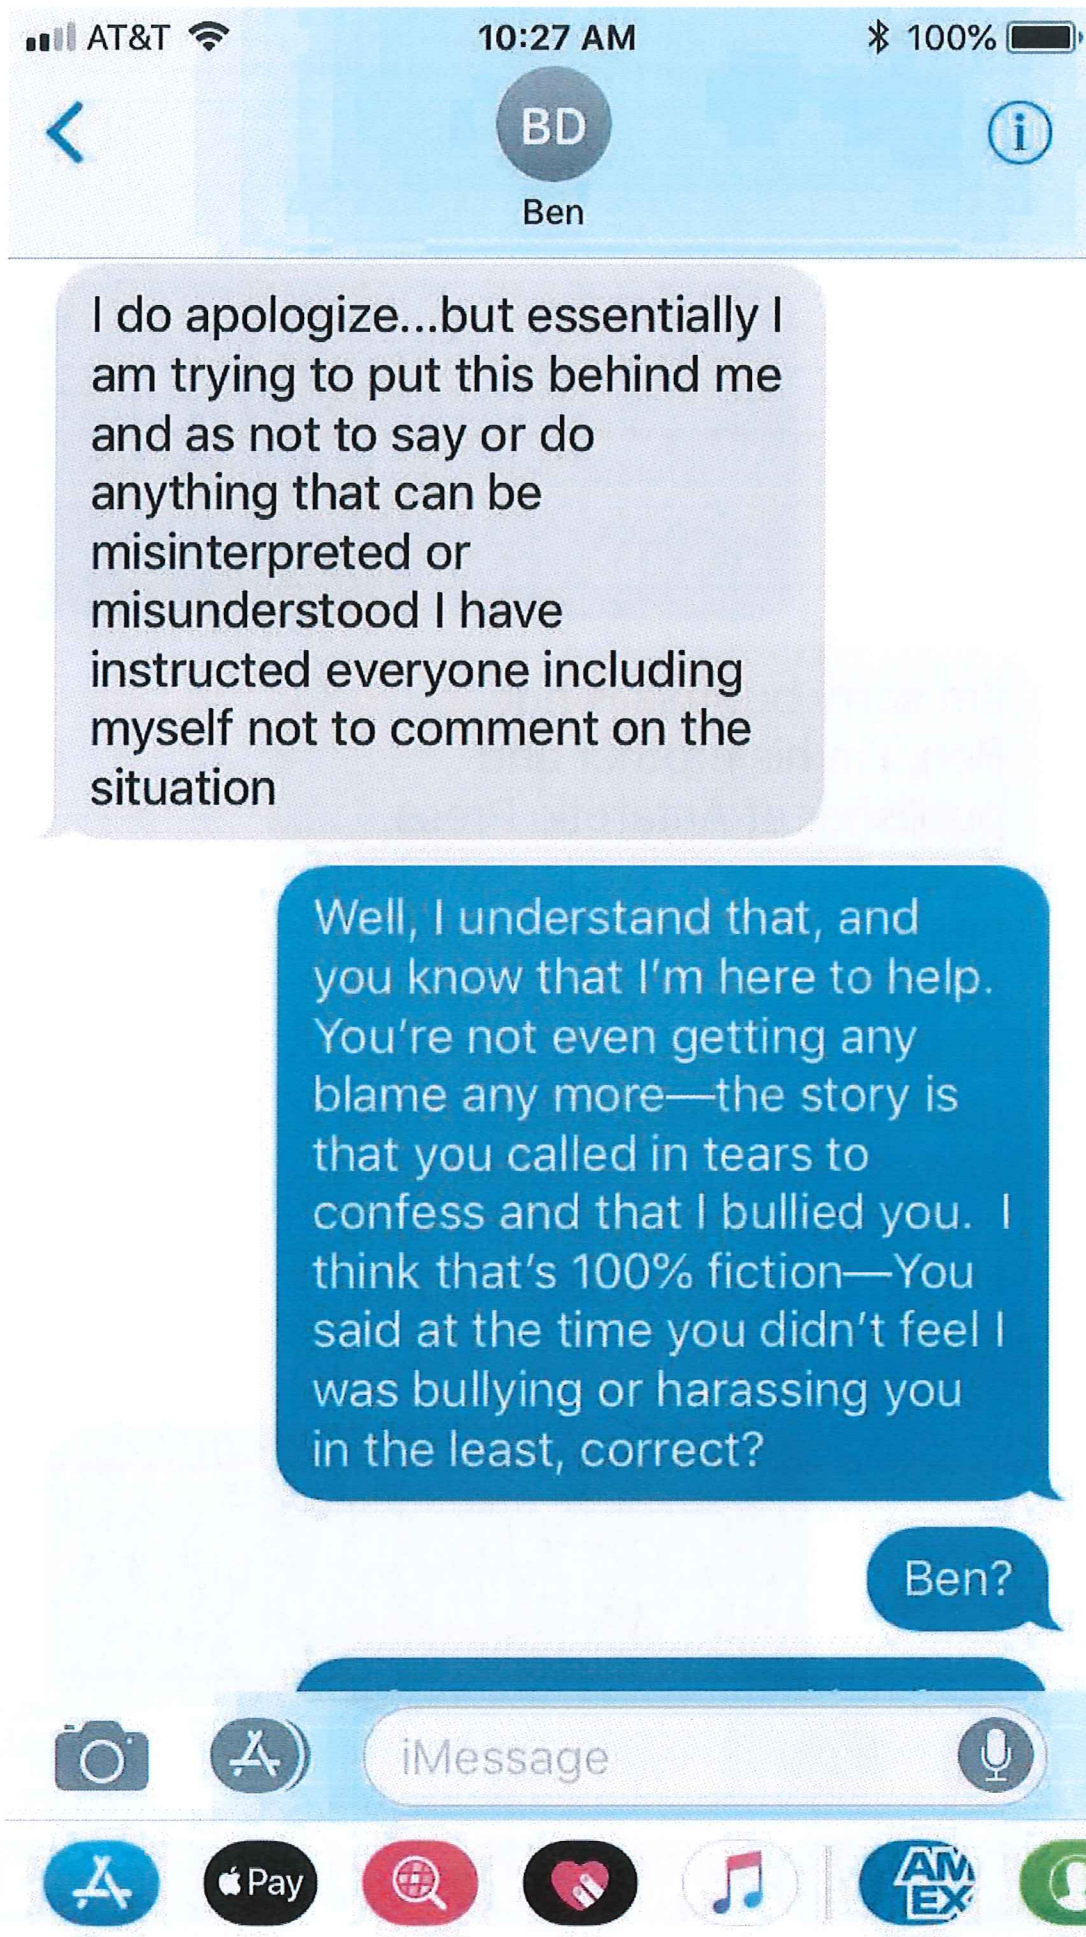 AT&T 10:27 AM 100%
BD
Ben
I do apologize...but essentially I
am trying to put this behind me
and as not to say or do
anything that can be
misinterpreted or
misunderstood I have
instructed everyone including
myself not to comment on the
situation
Well, I understand that, and
you know that I'm here to help.
You're not even getting any
blame any more—the story is
that you called in tears to
confess and that I bullied you.  I
think that's 100% fiction—You
said at the time you didn't feel I
was bullying or harassing you
in the least, correct?
Ben?
iMessage
Pay
AM
EX